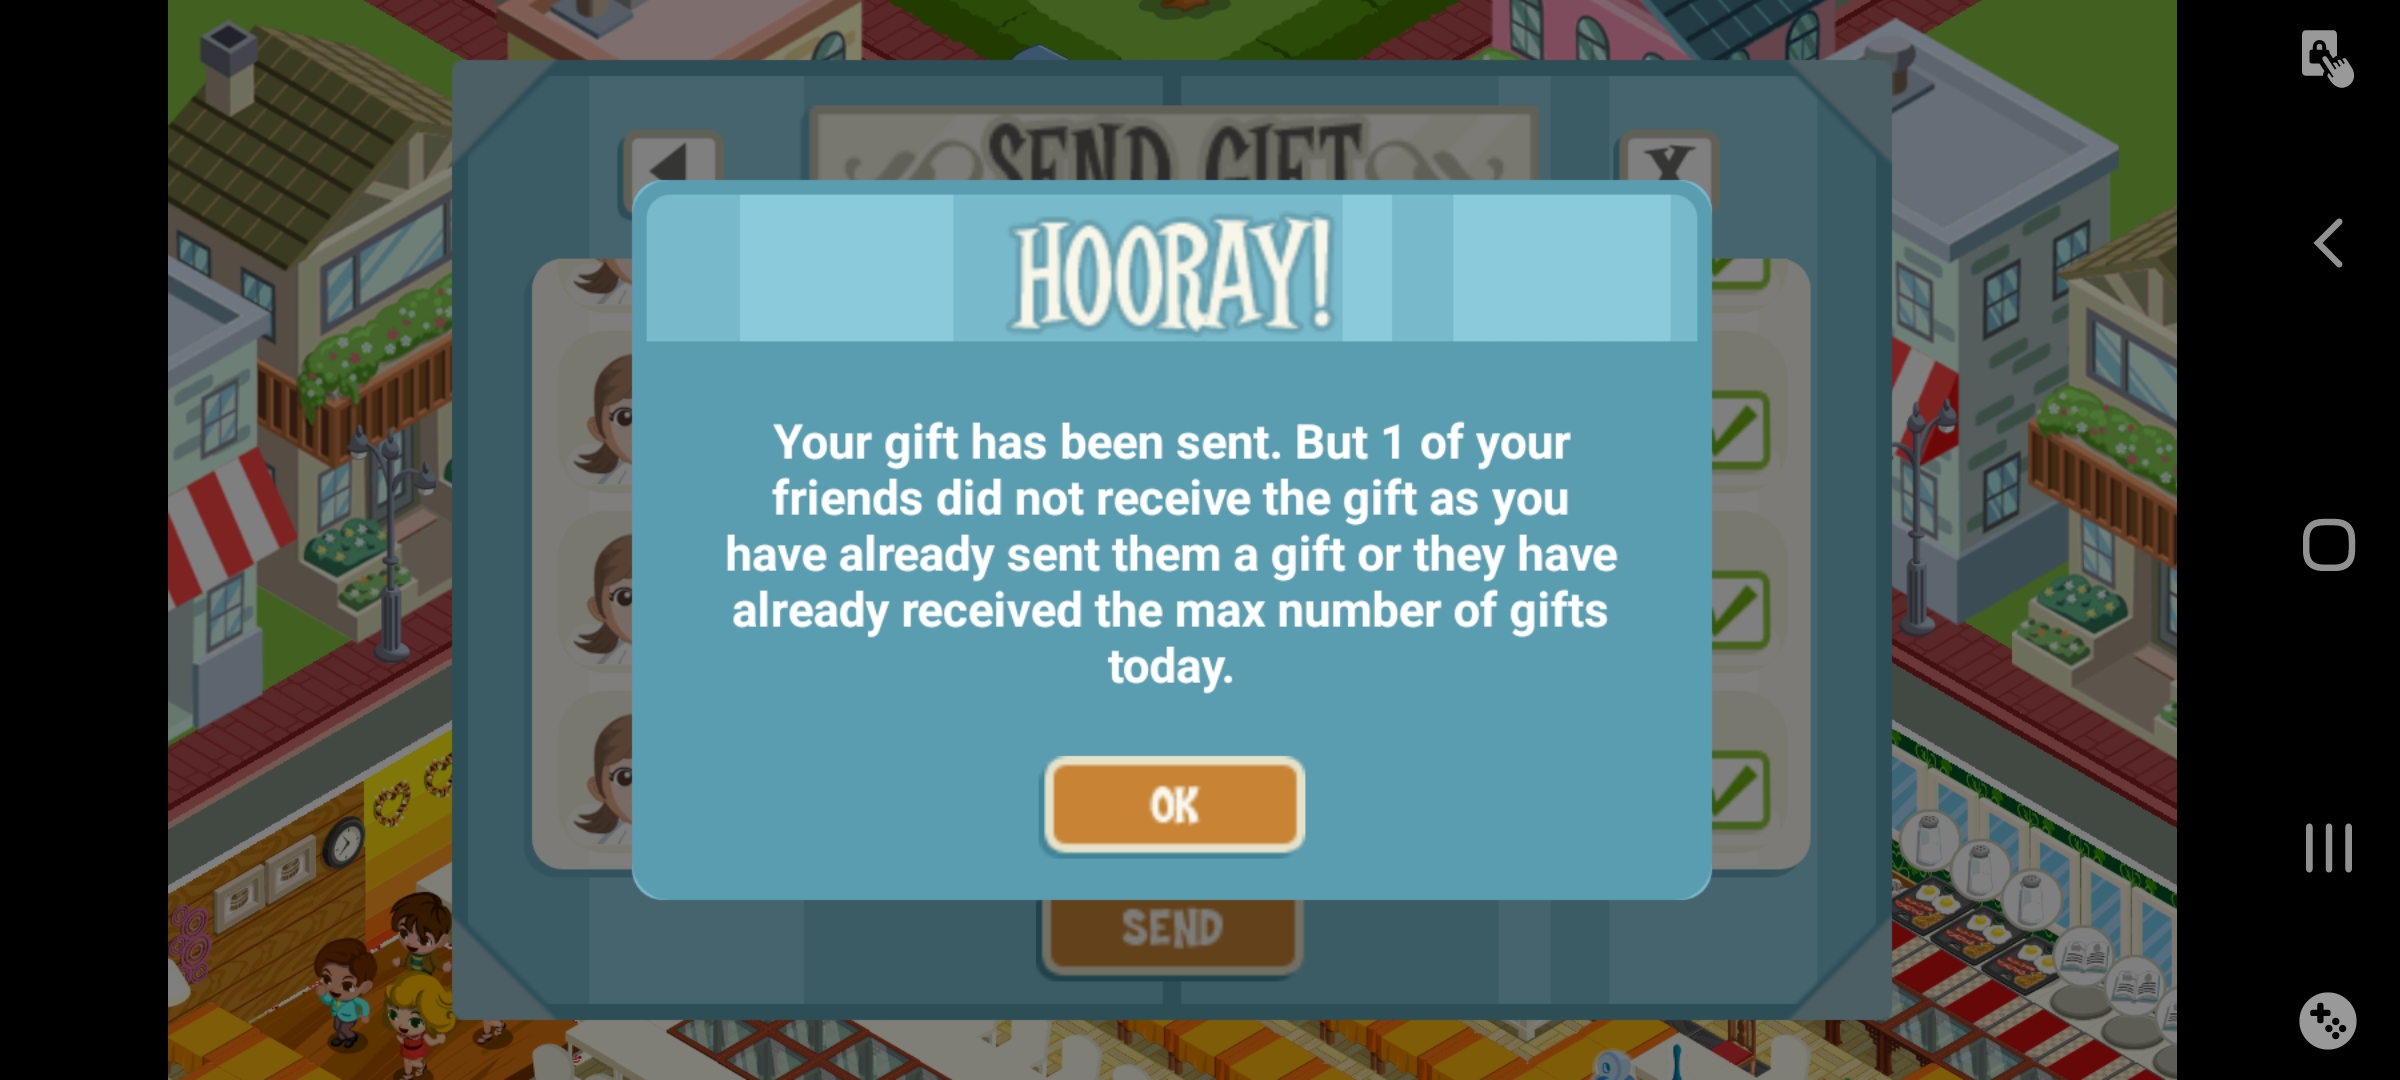 SEND GIFT
X
HOORAY!
Your gift has been sent. But 1 of your
friends did not receive the gift as you
have already sent them a gift or they have
already received the max number of gifts
today.
OK
SEND